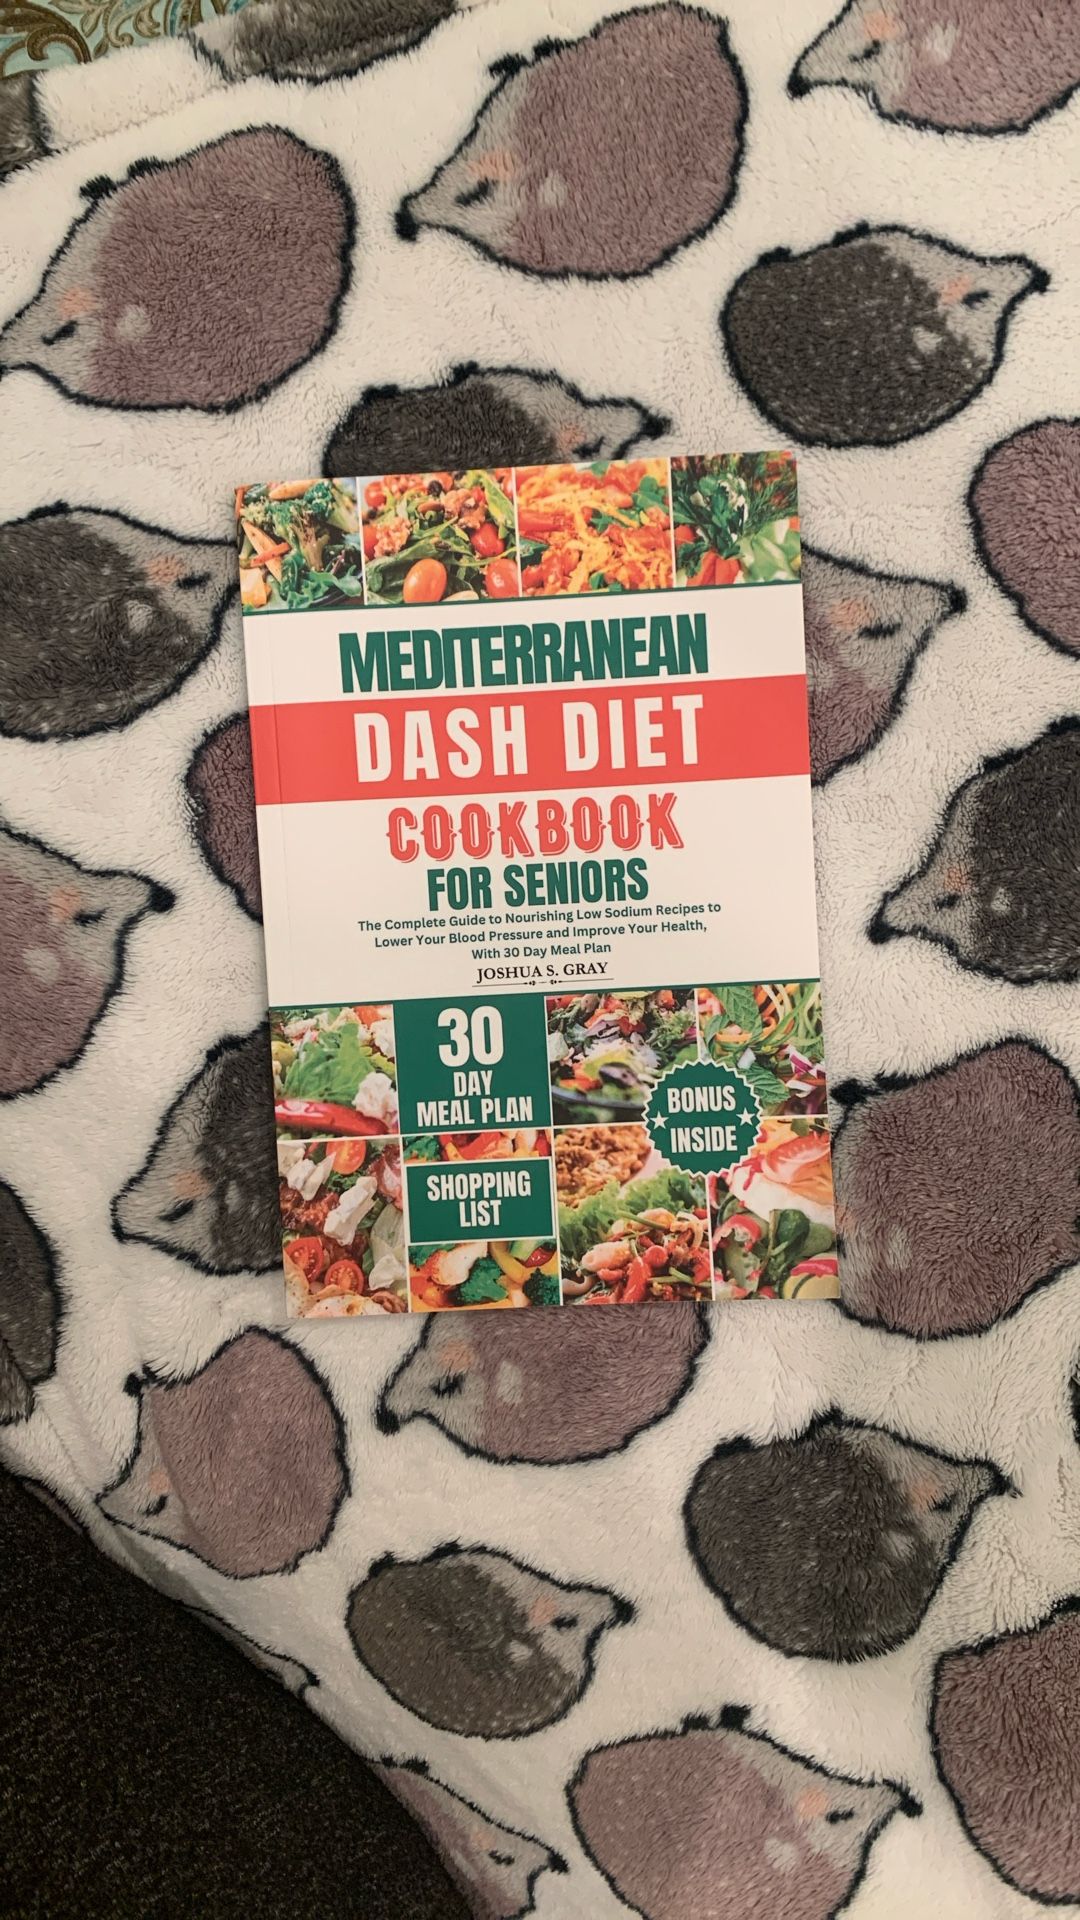 MEDITERRANEAN
DASH DIET
COOKBOOK
FOR SENIORS
The Complete Guide to Nourishing Low Sodium Recipes to
Lower Your Blood Pressure and Improve Your Health,
With 30 Day Meal Plan
JOSHUA S. GRAY
30
DAY
MEAL PLAN
BONUS
INSIDE
SHOPPING
LIST